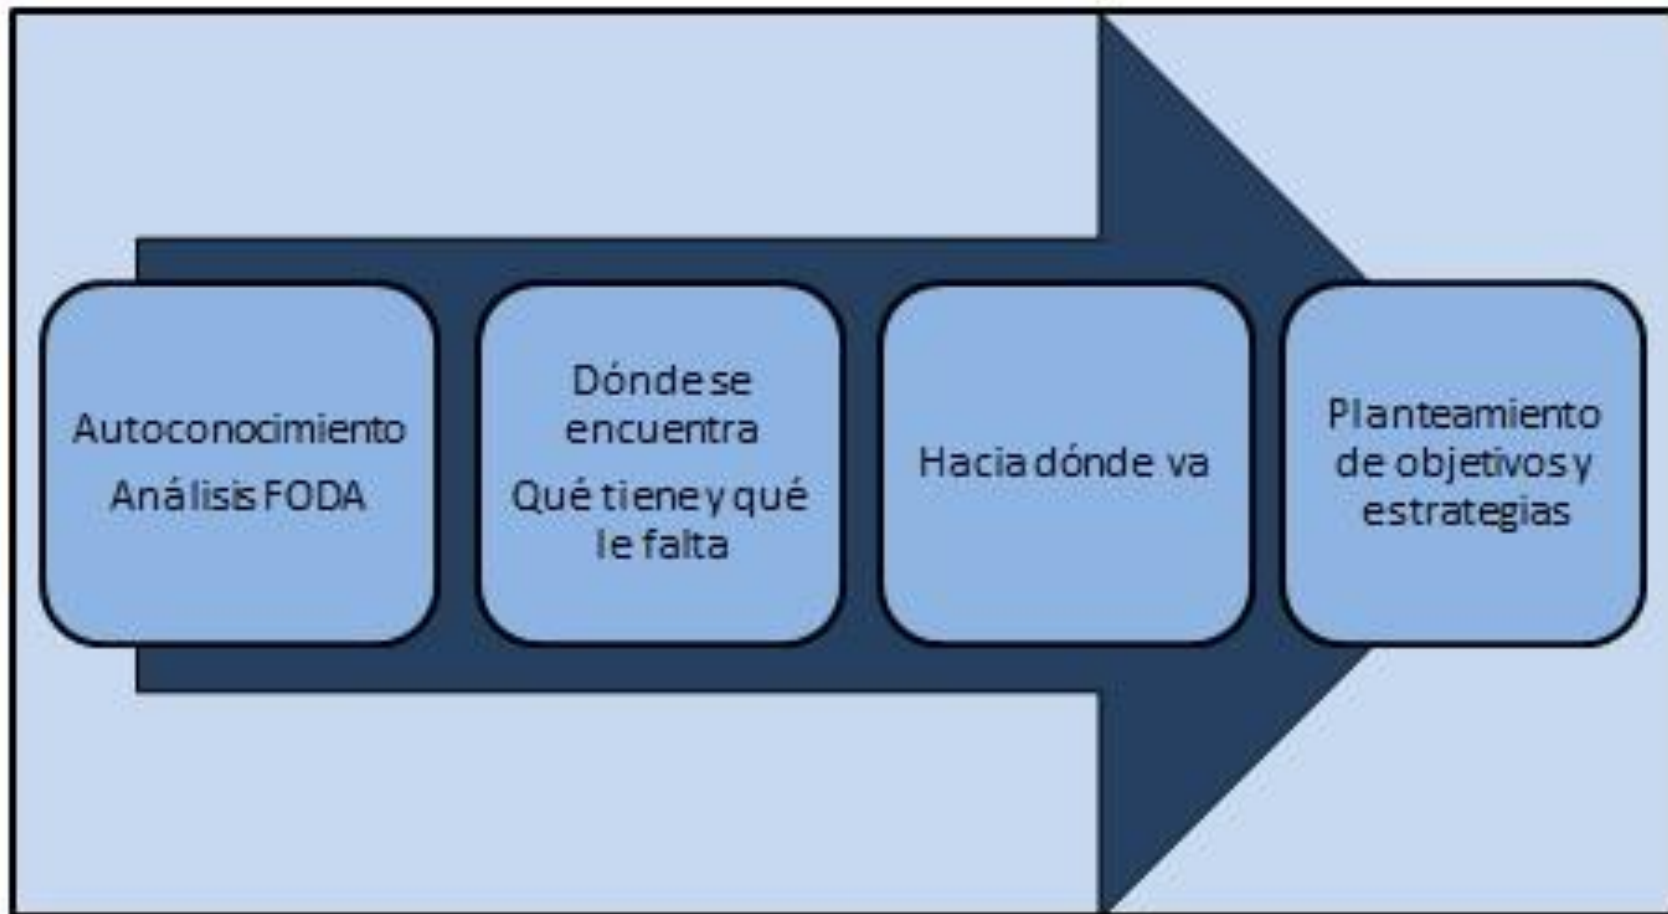 Autoconocimiento
Análisis FODA
Dónde se
encuentra
Qué tiene y qué
le falta
Hacia dónde va
Planteamiento
de objetivos y
estrategias